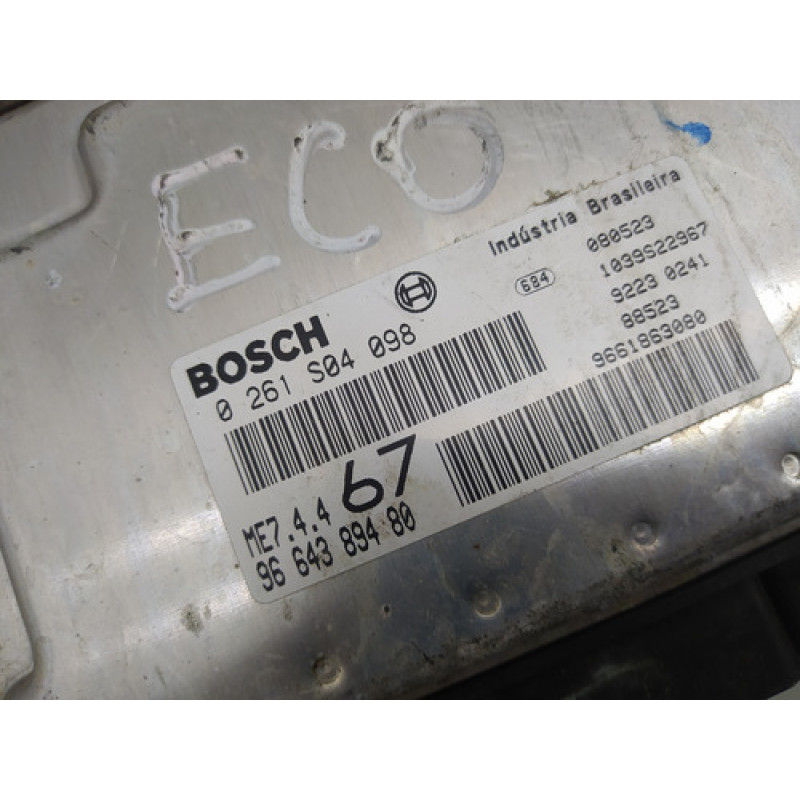 ECO
Indústria Brasileira
BOSCH
684
080523
0 261 S04 098
1039S22967
9223 0241
88523
9661863080
ME7.4.4
67
96 643 894 80